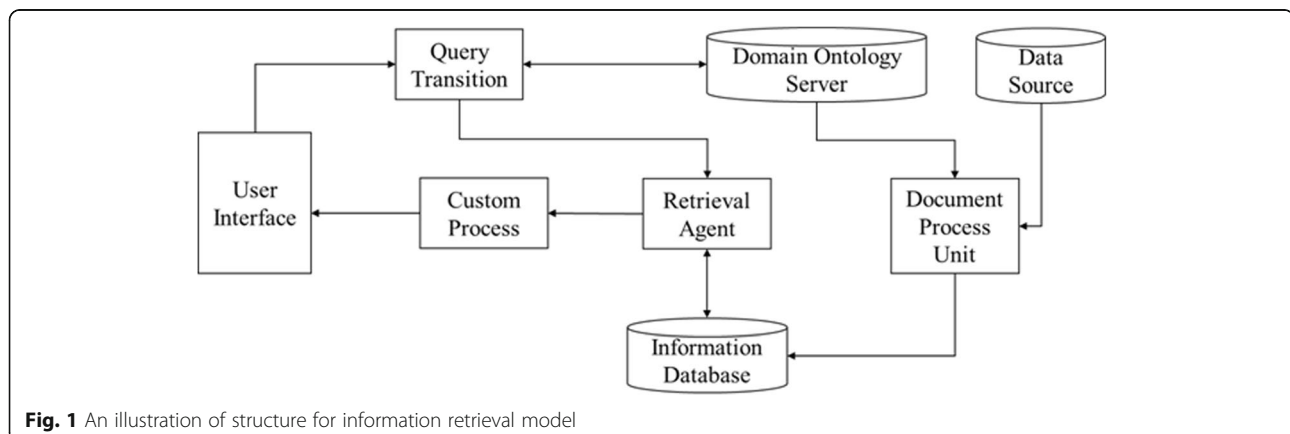 Query
Transition
Domain Ontology
Server
Data
Source
User
Interface
Custom
Process
Retrieval
Agent
Document
Process
Unit
Information
Database
Fig. 1 An illustration of structure for information retrieval model